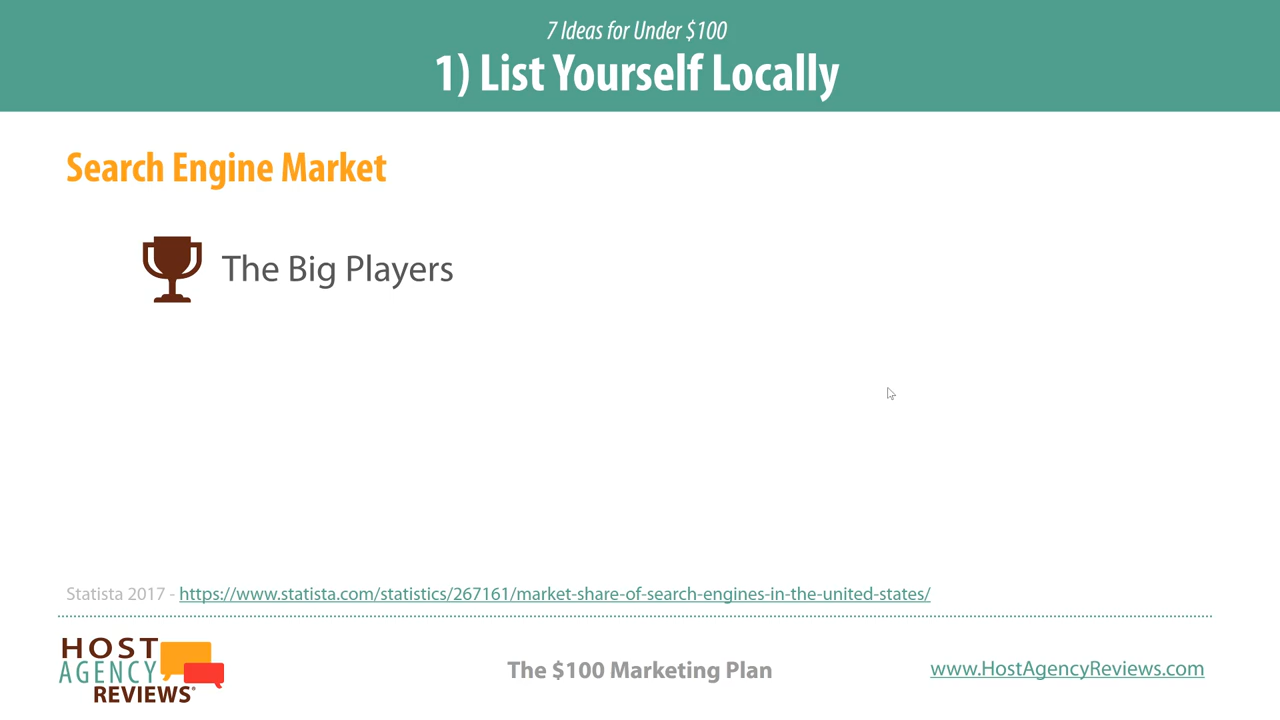 7 Ideas for Under $100
1) List Yourself Locally
Search Engine Market
The Big Players
Statista 2017 - https://www.statista.com/statistics/267161/market-share-of-search-engines-in-the-united-states/
HOST
AGENCY
REVIEWS®
The $100 Marketing Plan
www.HostAgencyReviews.com